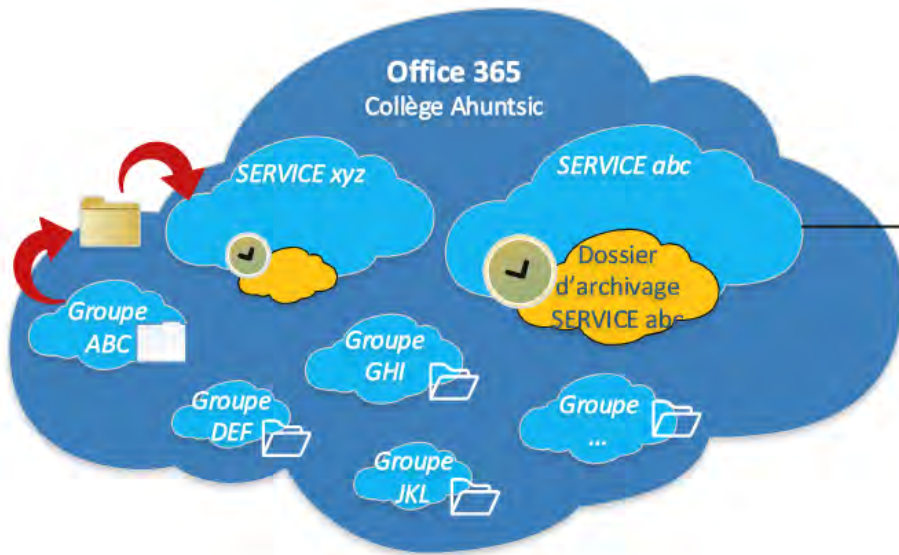 Office 365
Collège Ahuntsic
SERVICE xyz
SERVICE abc
Dossier
d'archivage
SERVICE abc
Groupe
ABC
Groupe
GHI
Groupe
DEF
Groupe
...
Groupe
JKL